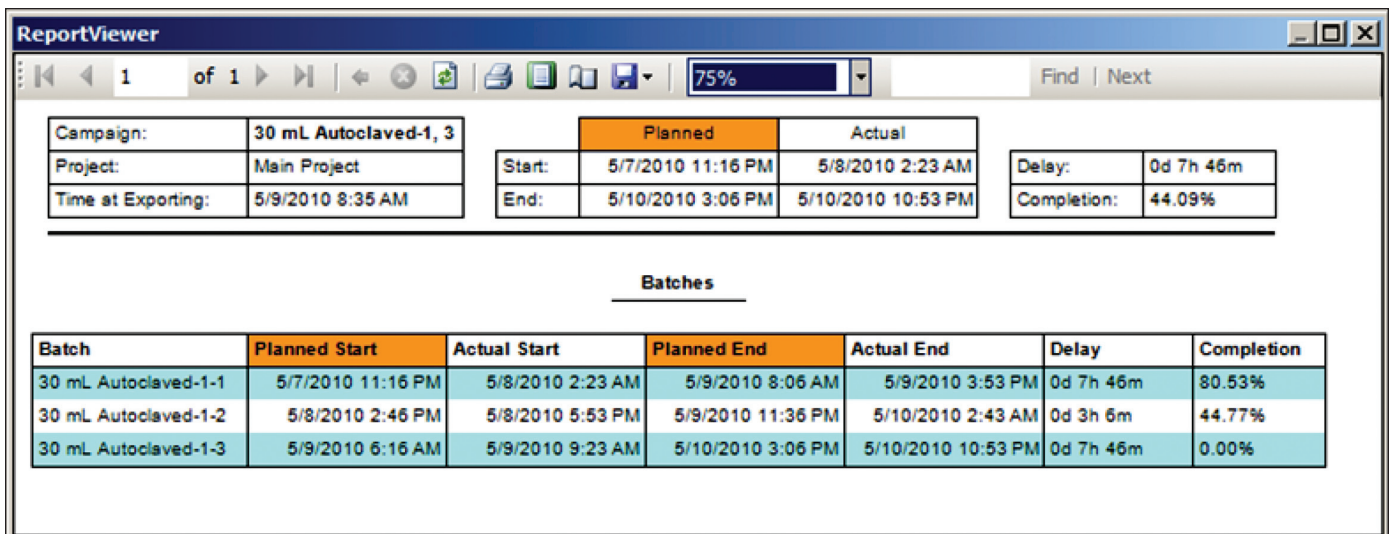 ReportViewer
1 of 1 75% Find | Next
Campaign: 30 mL Autoclaved-1, 3 Planned Actual
Project: Main Project Start: 5/7/2010 11:16 PM 5/8/2010 2:23 AM Delay: 0d 7h 46m
Time at Exporting: 5/9/2010 8:35 AM End: 5/10/2010 3:06 PM 5/10/2010 10:53 PM Completion: 44.09%
Batches
Batch Planned Start Actual Start Planned End Actual End Delay Completion
30 mL Autoclaved-1-1 5/7/2010 11:16 PM 5/8/2010 2:23 AM 5/9/2010 8:06 AM 5/9/2010 3:53 PM 0d 7h 46m 80.53%
30 mL Autoclaved-1-2 5/8/2010 2:46 PM 5/8/2010 5:53 PM 5/9/2010 11:36 PM 5/10/2010 2:43 AM 0d 3h 6m 44.77%
30 mL Autoclaved-1-3 5/9/2010 6:16 AM 5/9/2010 9:23 AM 5/10/2010 3:06 PM 5/10/2010 10:53 PM 0d 7h 46m 0.00%